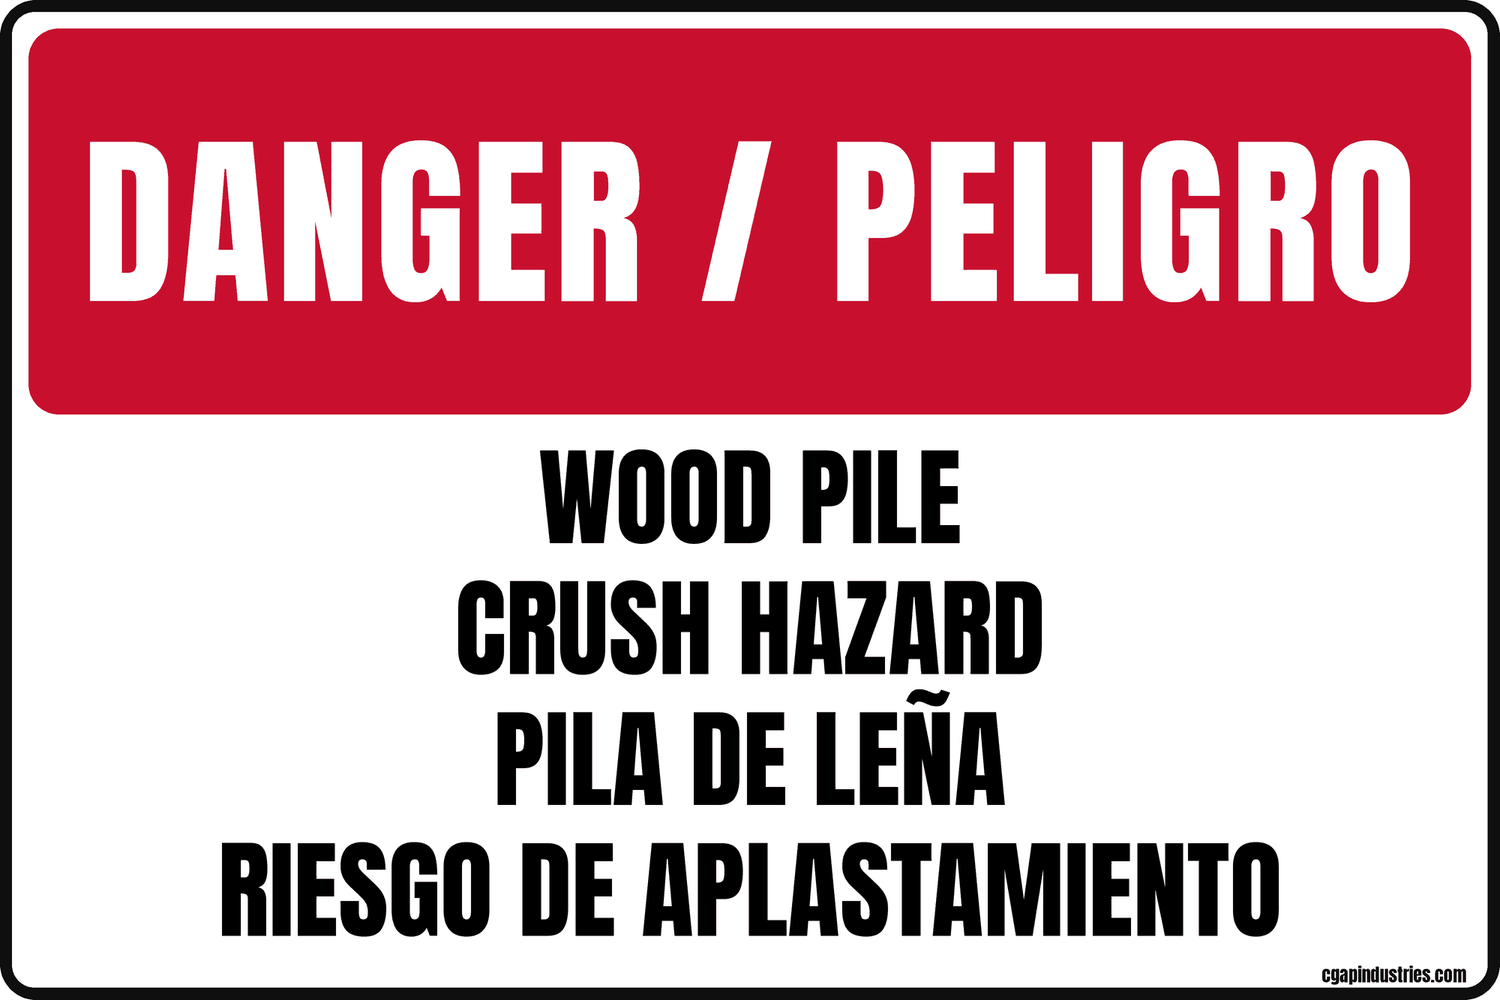 DANGER / PELIGRO
WOOD PILE
CRUSH HAZARD
PILA DE LEÑA
RIESGO DE APLASTAMIENTO
cgapindustries.com